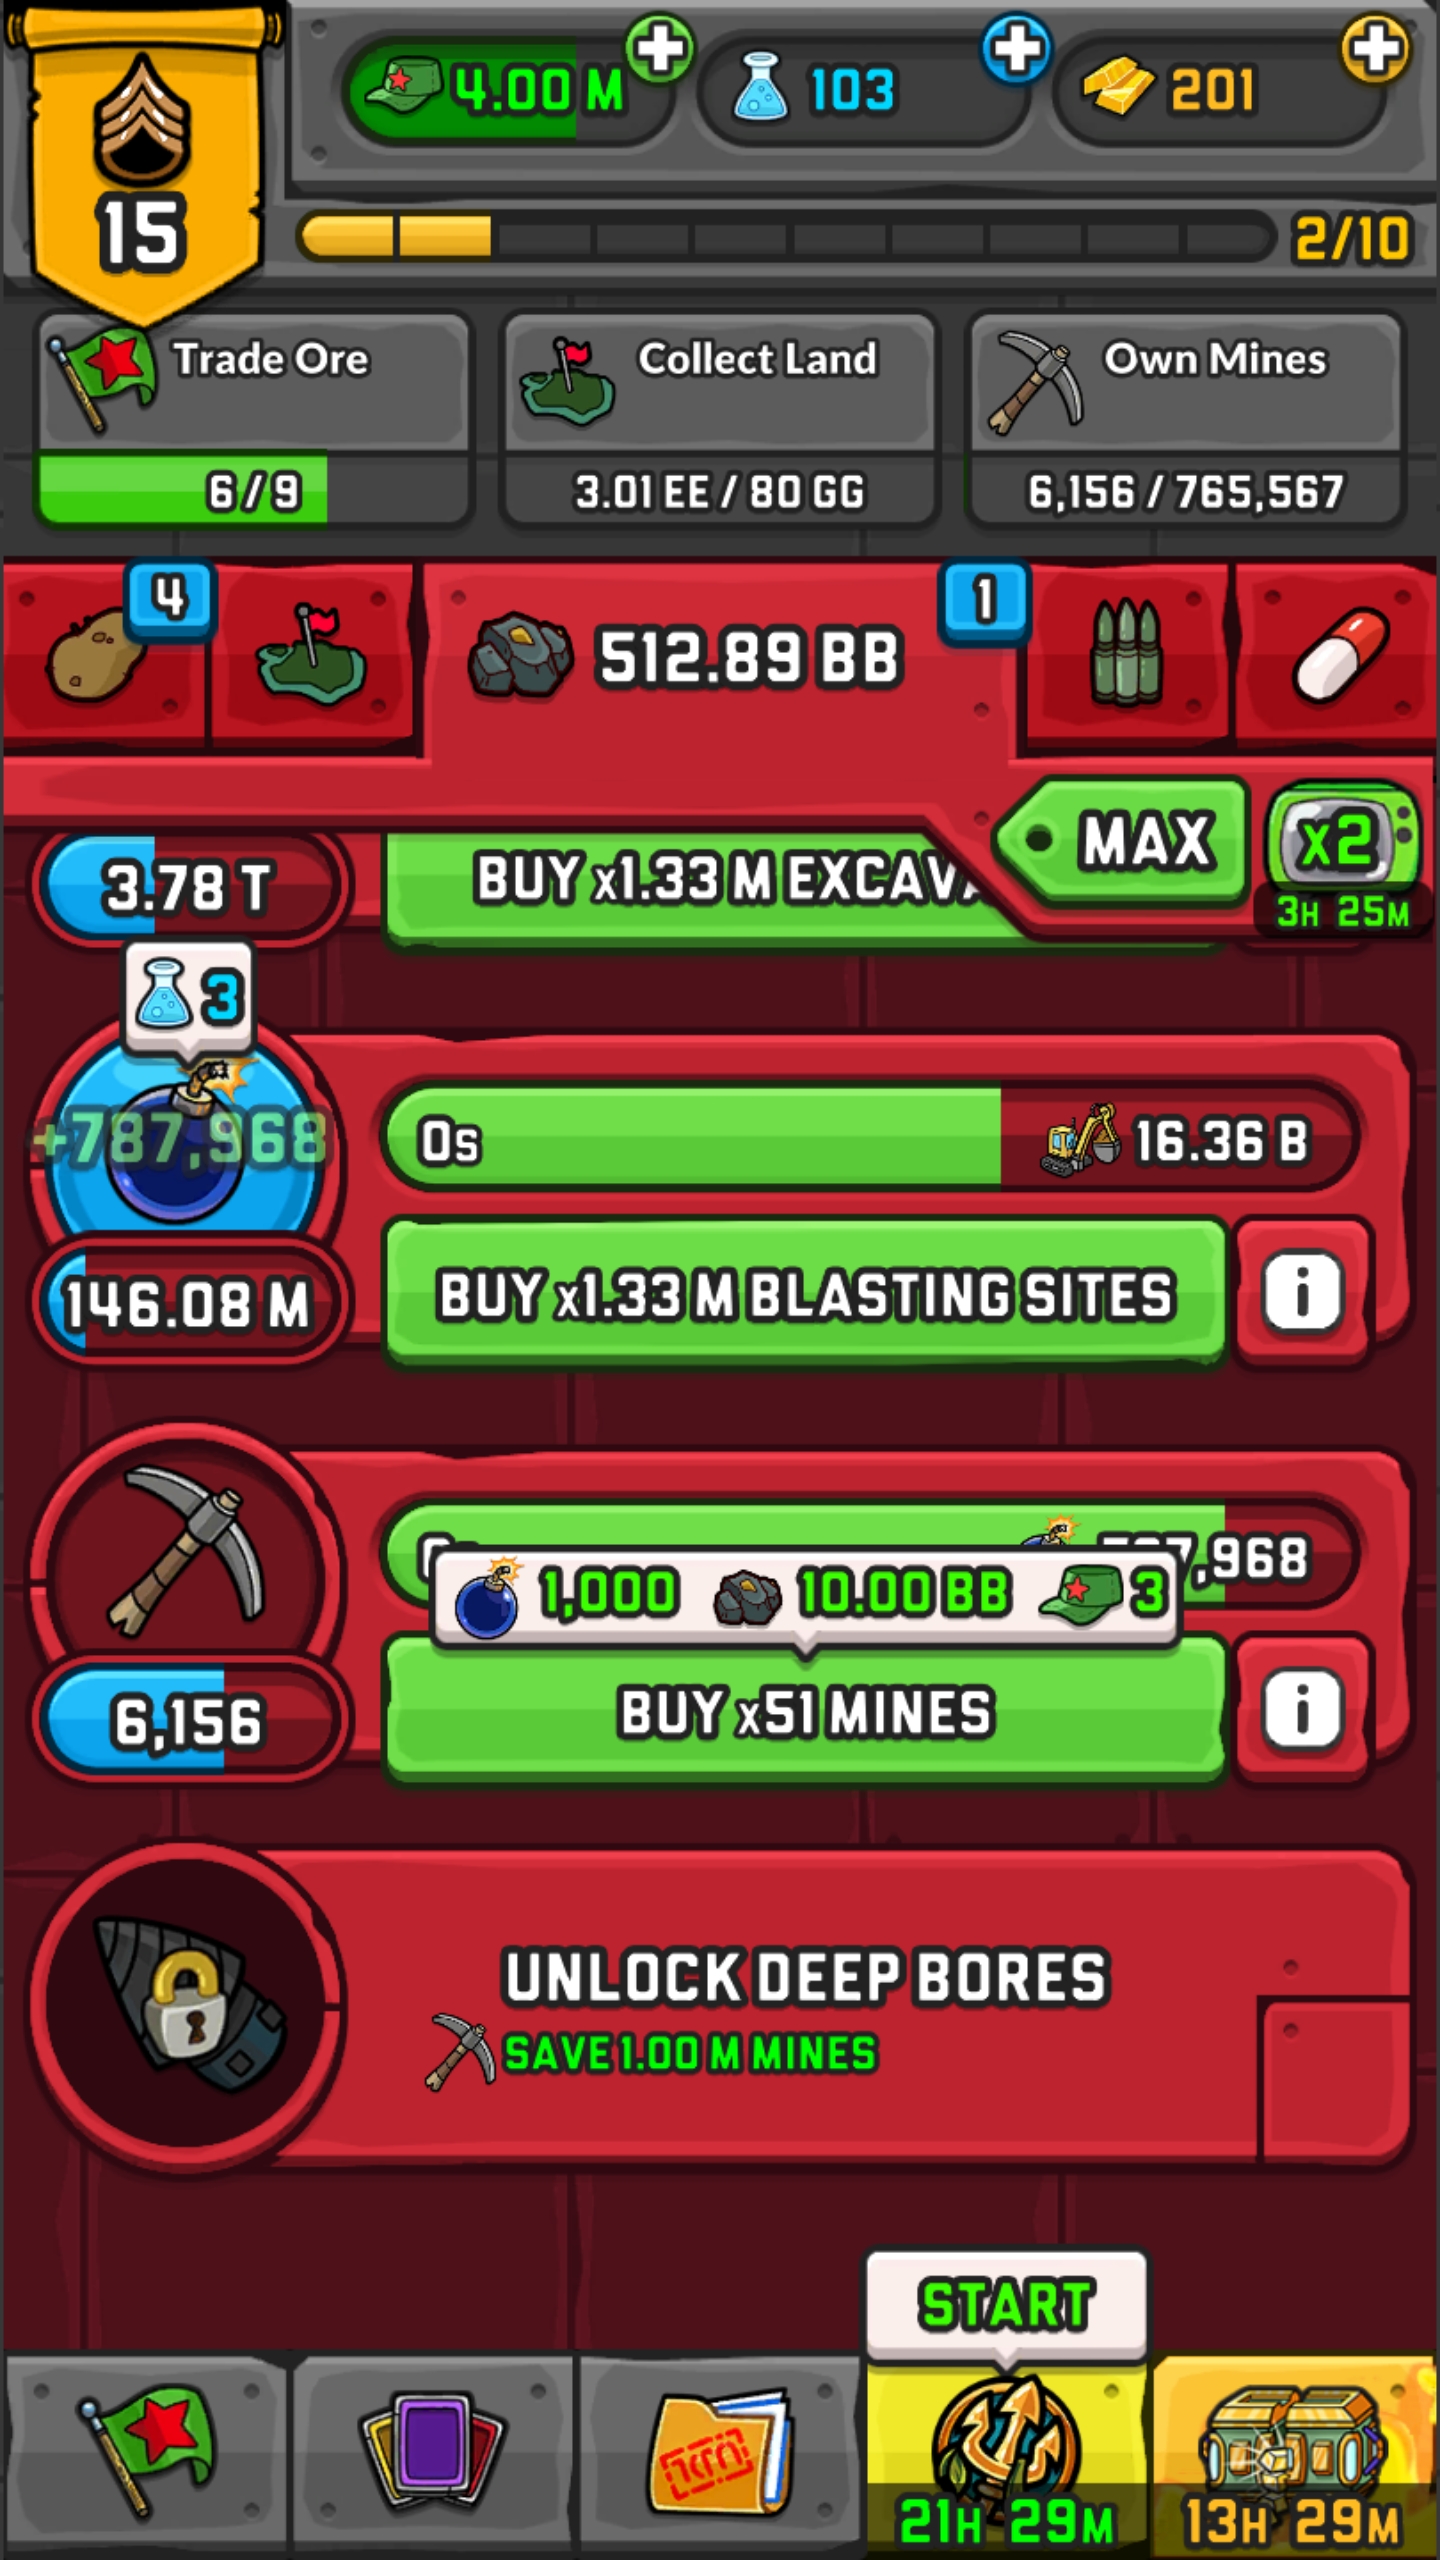 4.00 M
103
201
15
2/10
Trade Ore
Collect Land
Own Mines
6/9
3.01 EE / 80 GG
6,156 / 765,567
4
512.89 BB
1
MAX
x2
3H 25M
3.78 T
BUY x1.33 M
3
+787,968
0s
16.36 B
146.08 M
BUY x1.33 M BLASTING SITES
i
1,000
10.00 BB
3
6,156
BUY x51 MINES
i
UNLOCK DEEP BORES
SAVE 1.00 M MINES
START
21H 29M
13H 29M